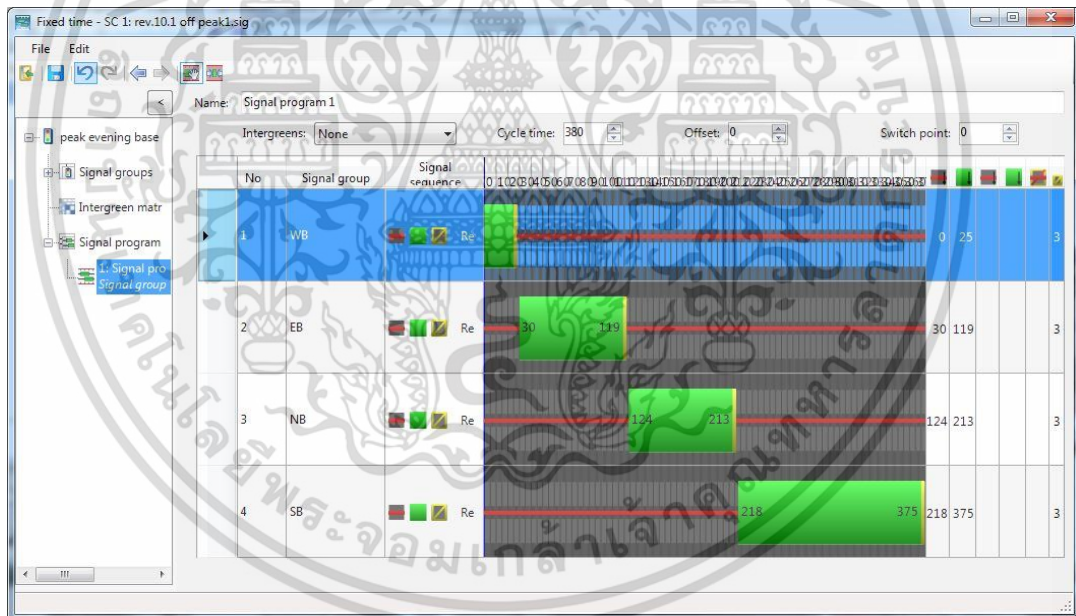 Fixed time - SC 1: rev.10.1 off peak1.sig
File Edit
Name: Signal program 1
peak evening base
Intergreens: None Cycle time: 380 Offset: 0 Switch point: 0
Signal groups
Intergreen matr
Signal program
1: Signal pro
Signal group
No Signal group Signal sequence
1 WB Re 0 25 3
2 EB Re 30 119 30 119 3
3 NB Re 124 213 124 213 3
4 SB Re 218 375 218 375 3